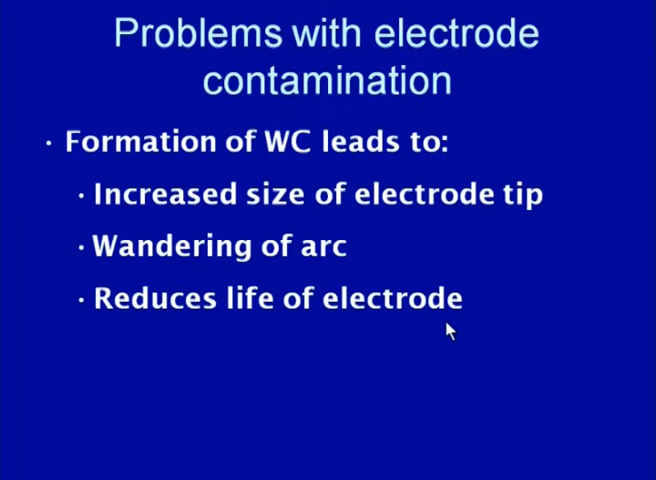 Problems with electrode
contamination
• Formation of WC leads to:
• Increased size of electrode tip
• Wandering of arc
• Reduces life of electrode